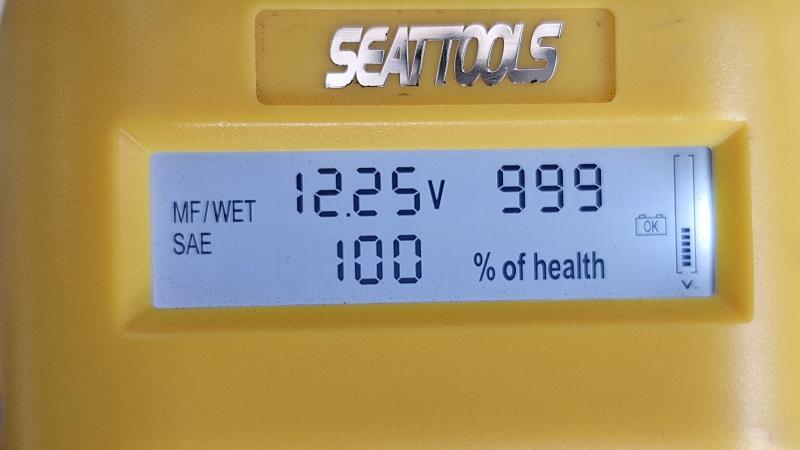 SEATTOOLS
MF/WET 12.25V 999
SAE 100 % of health
OK